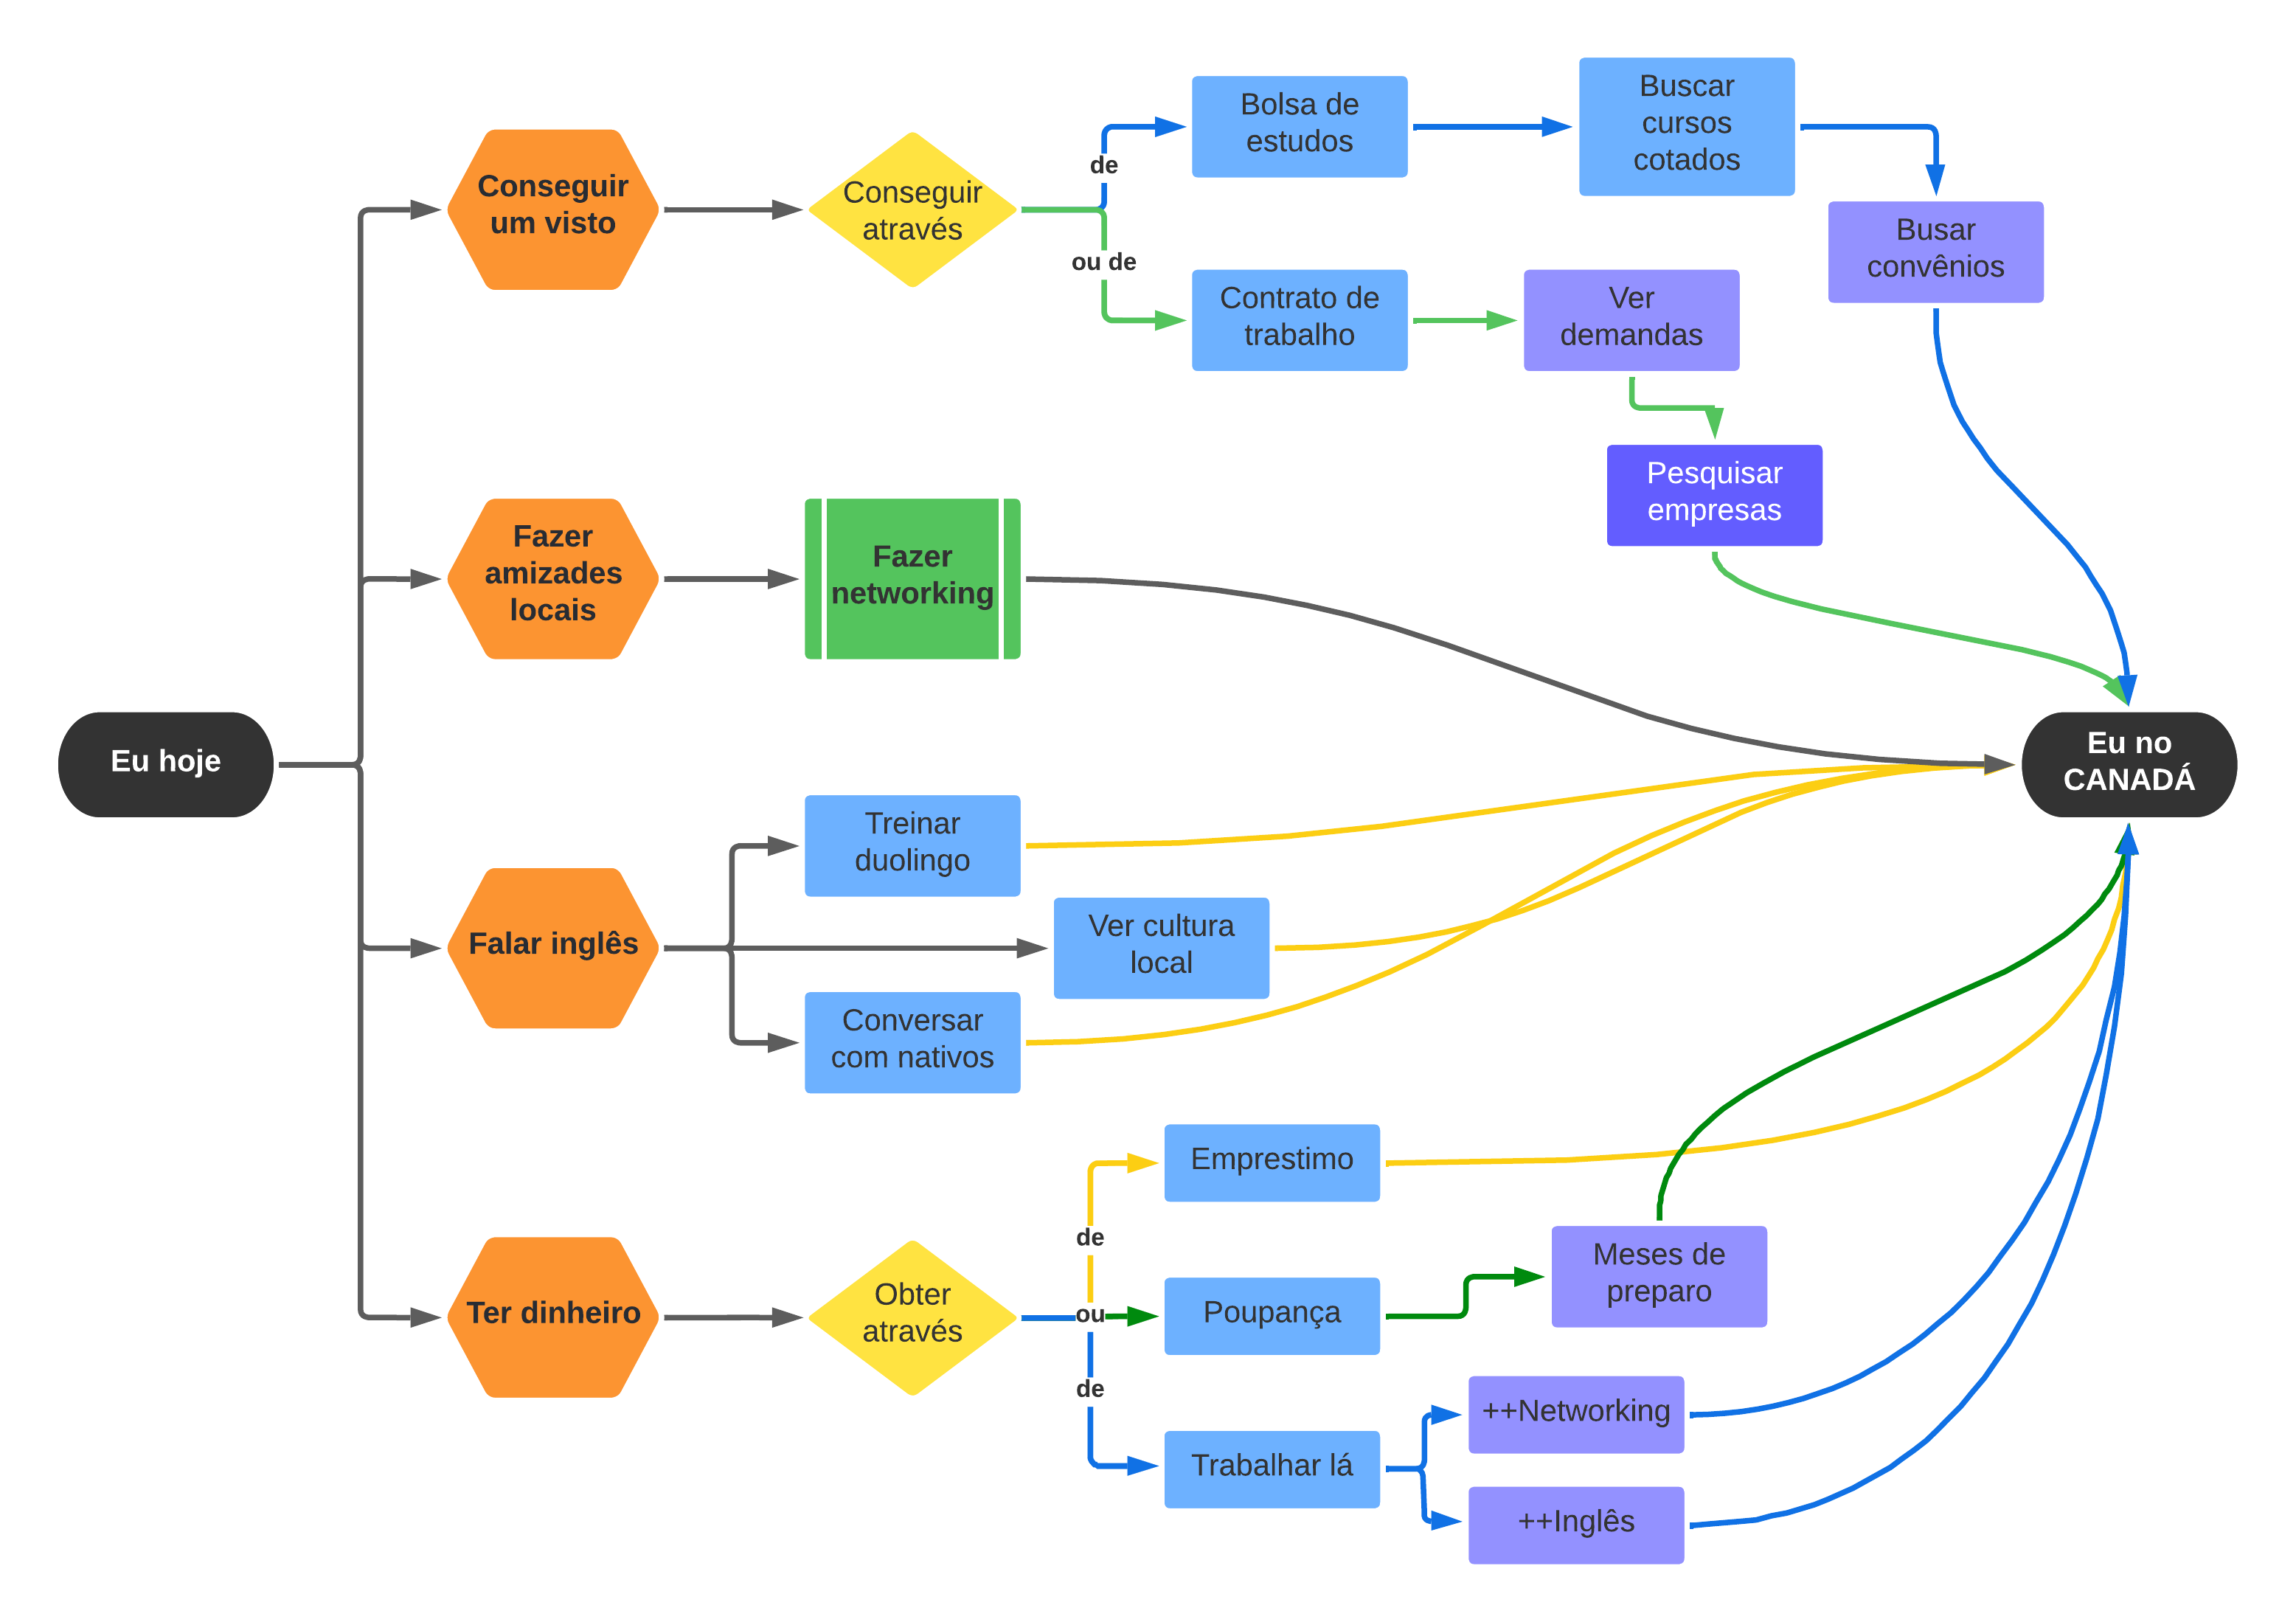 Eu hoje
Conseguir
um visto
Conseguir
através
de
ou de
Bolsa de
estudos
Buscar
cursos
cotados
Busar
convênios
Contrato de
trabalho
Ver
demandas
Pesquisar
empresas
Fazer
amizades
locais
Fazer
networking
Falar inglês
Treinar
duolingo
Ver cultura
local
Conversar
com nativos
Ter dinheiro
Obter
através
de
ou
de
Emprestimo
Poupança
Meses de
preparo
Trabalhar lá
++Networking
++Inglês
Eu no
CANADÁ